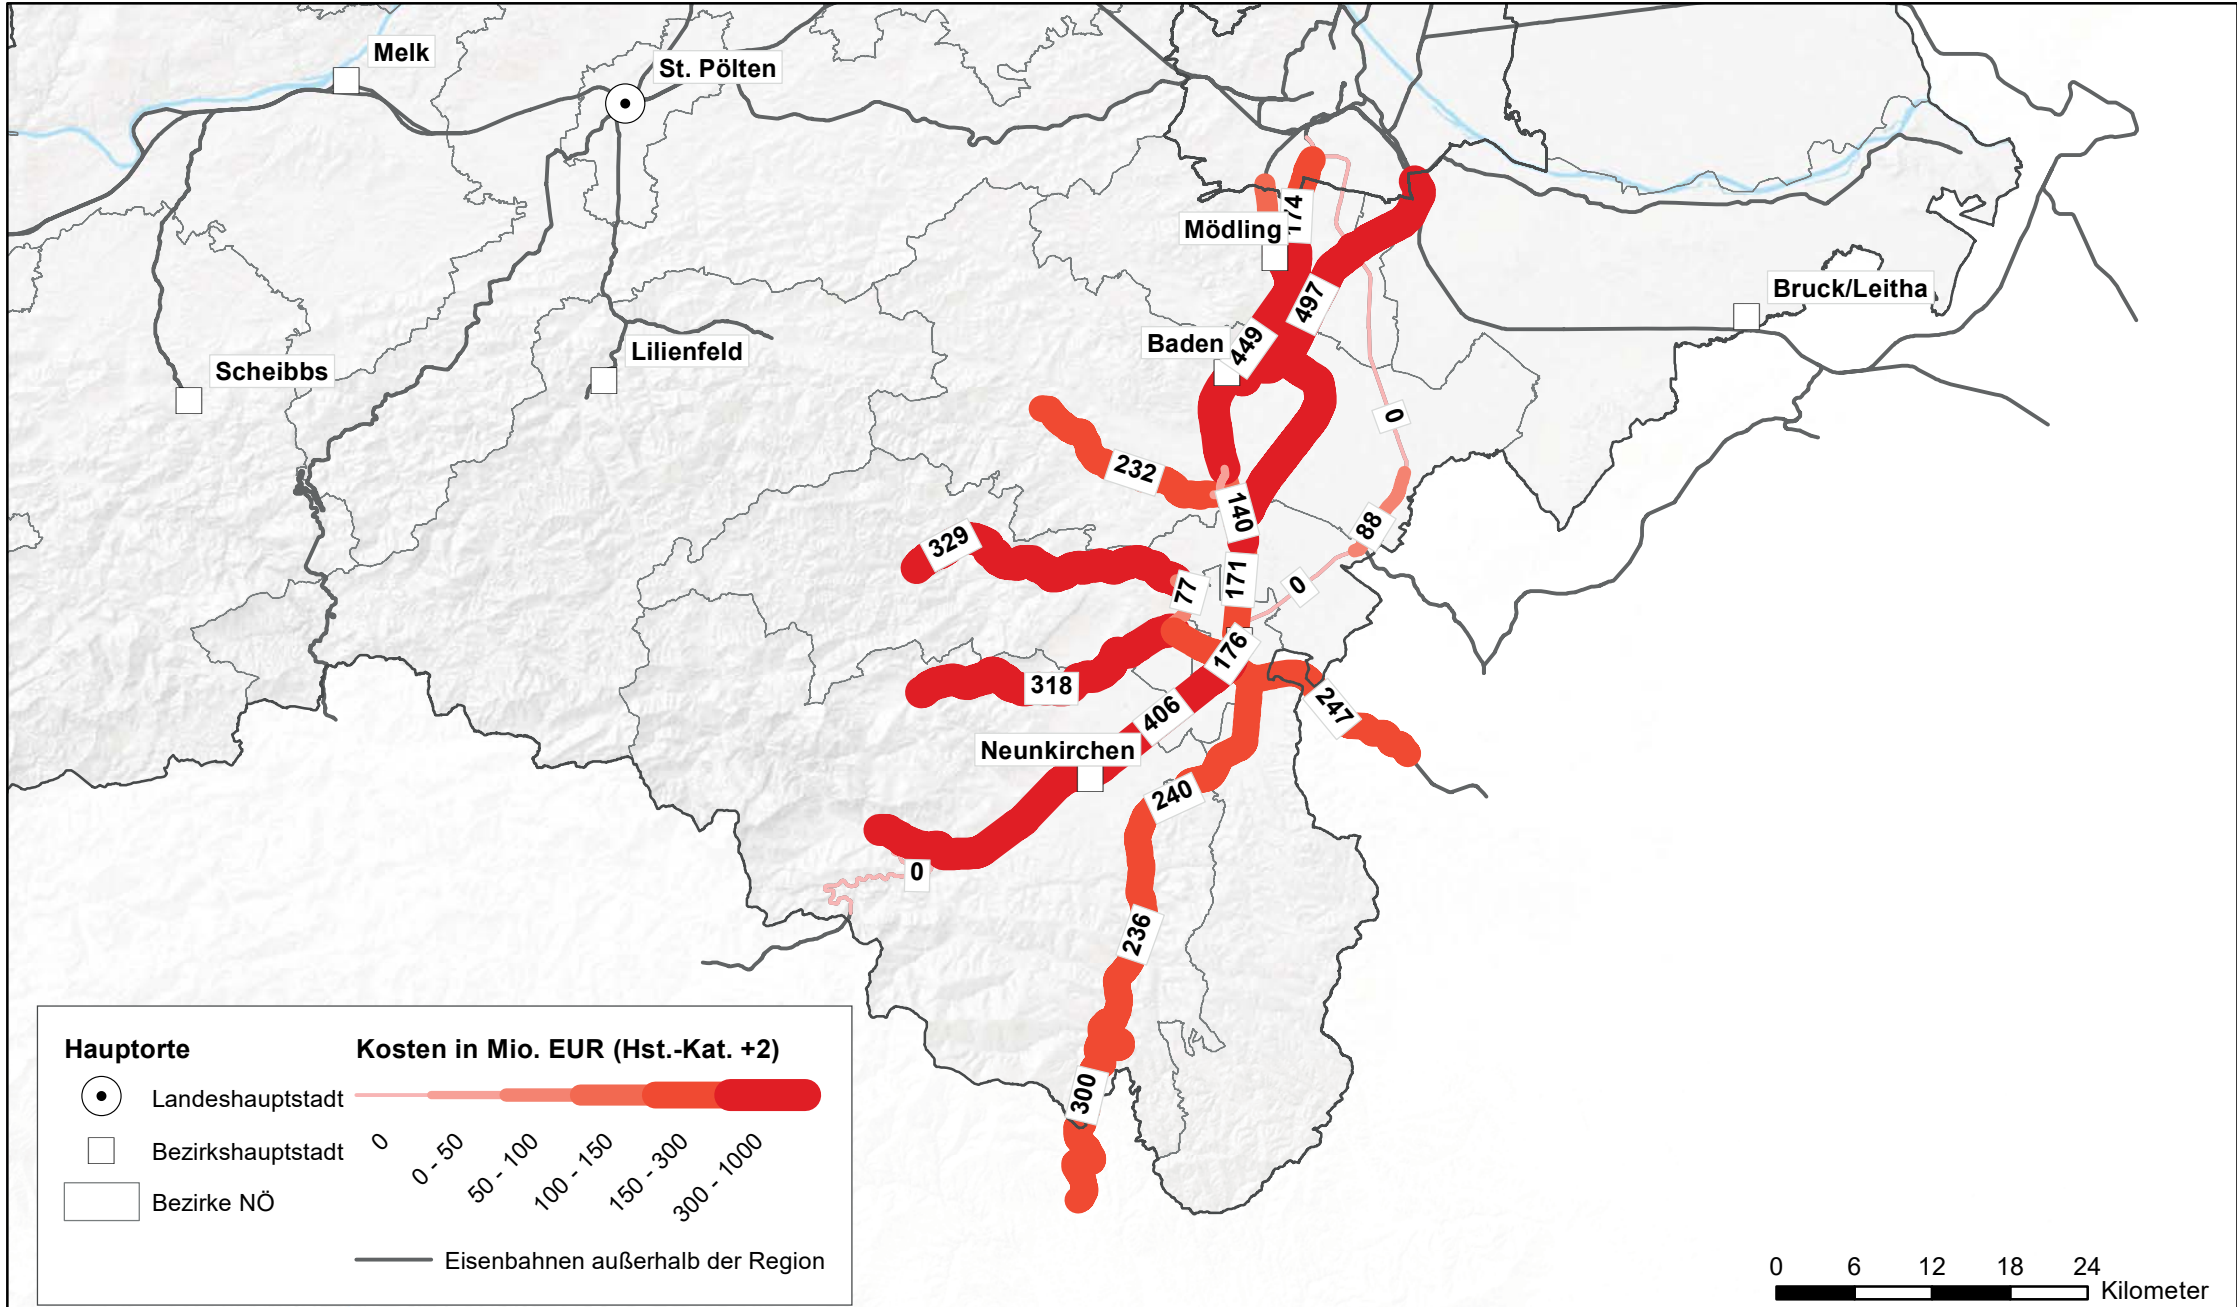 Melk
St. Pölten
174
Mödling
497
Bruck/Leitha
Baden
449
Lilienfeld
Scheibbs
0
232
140
88
329
171
77
0
176
318
247
406
Neunkirchen
240
0
236
300
Hauptorte
Landeshauptstadt
Bezirkshauptstadt
Bezirke NÖ
Kosten in Mio. EUR (Hst.-Kat. +2)
0
0 - 50
50 - 100
100 - 150
150 - 300
300 - 1000
Eisenbahnen außerhalb der Region
0 6 12 18 24
Kilometer